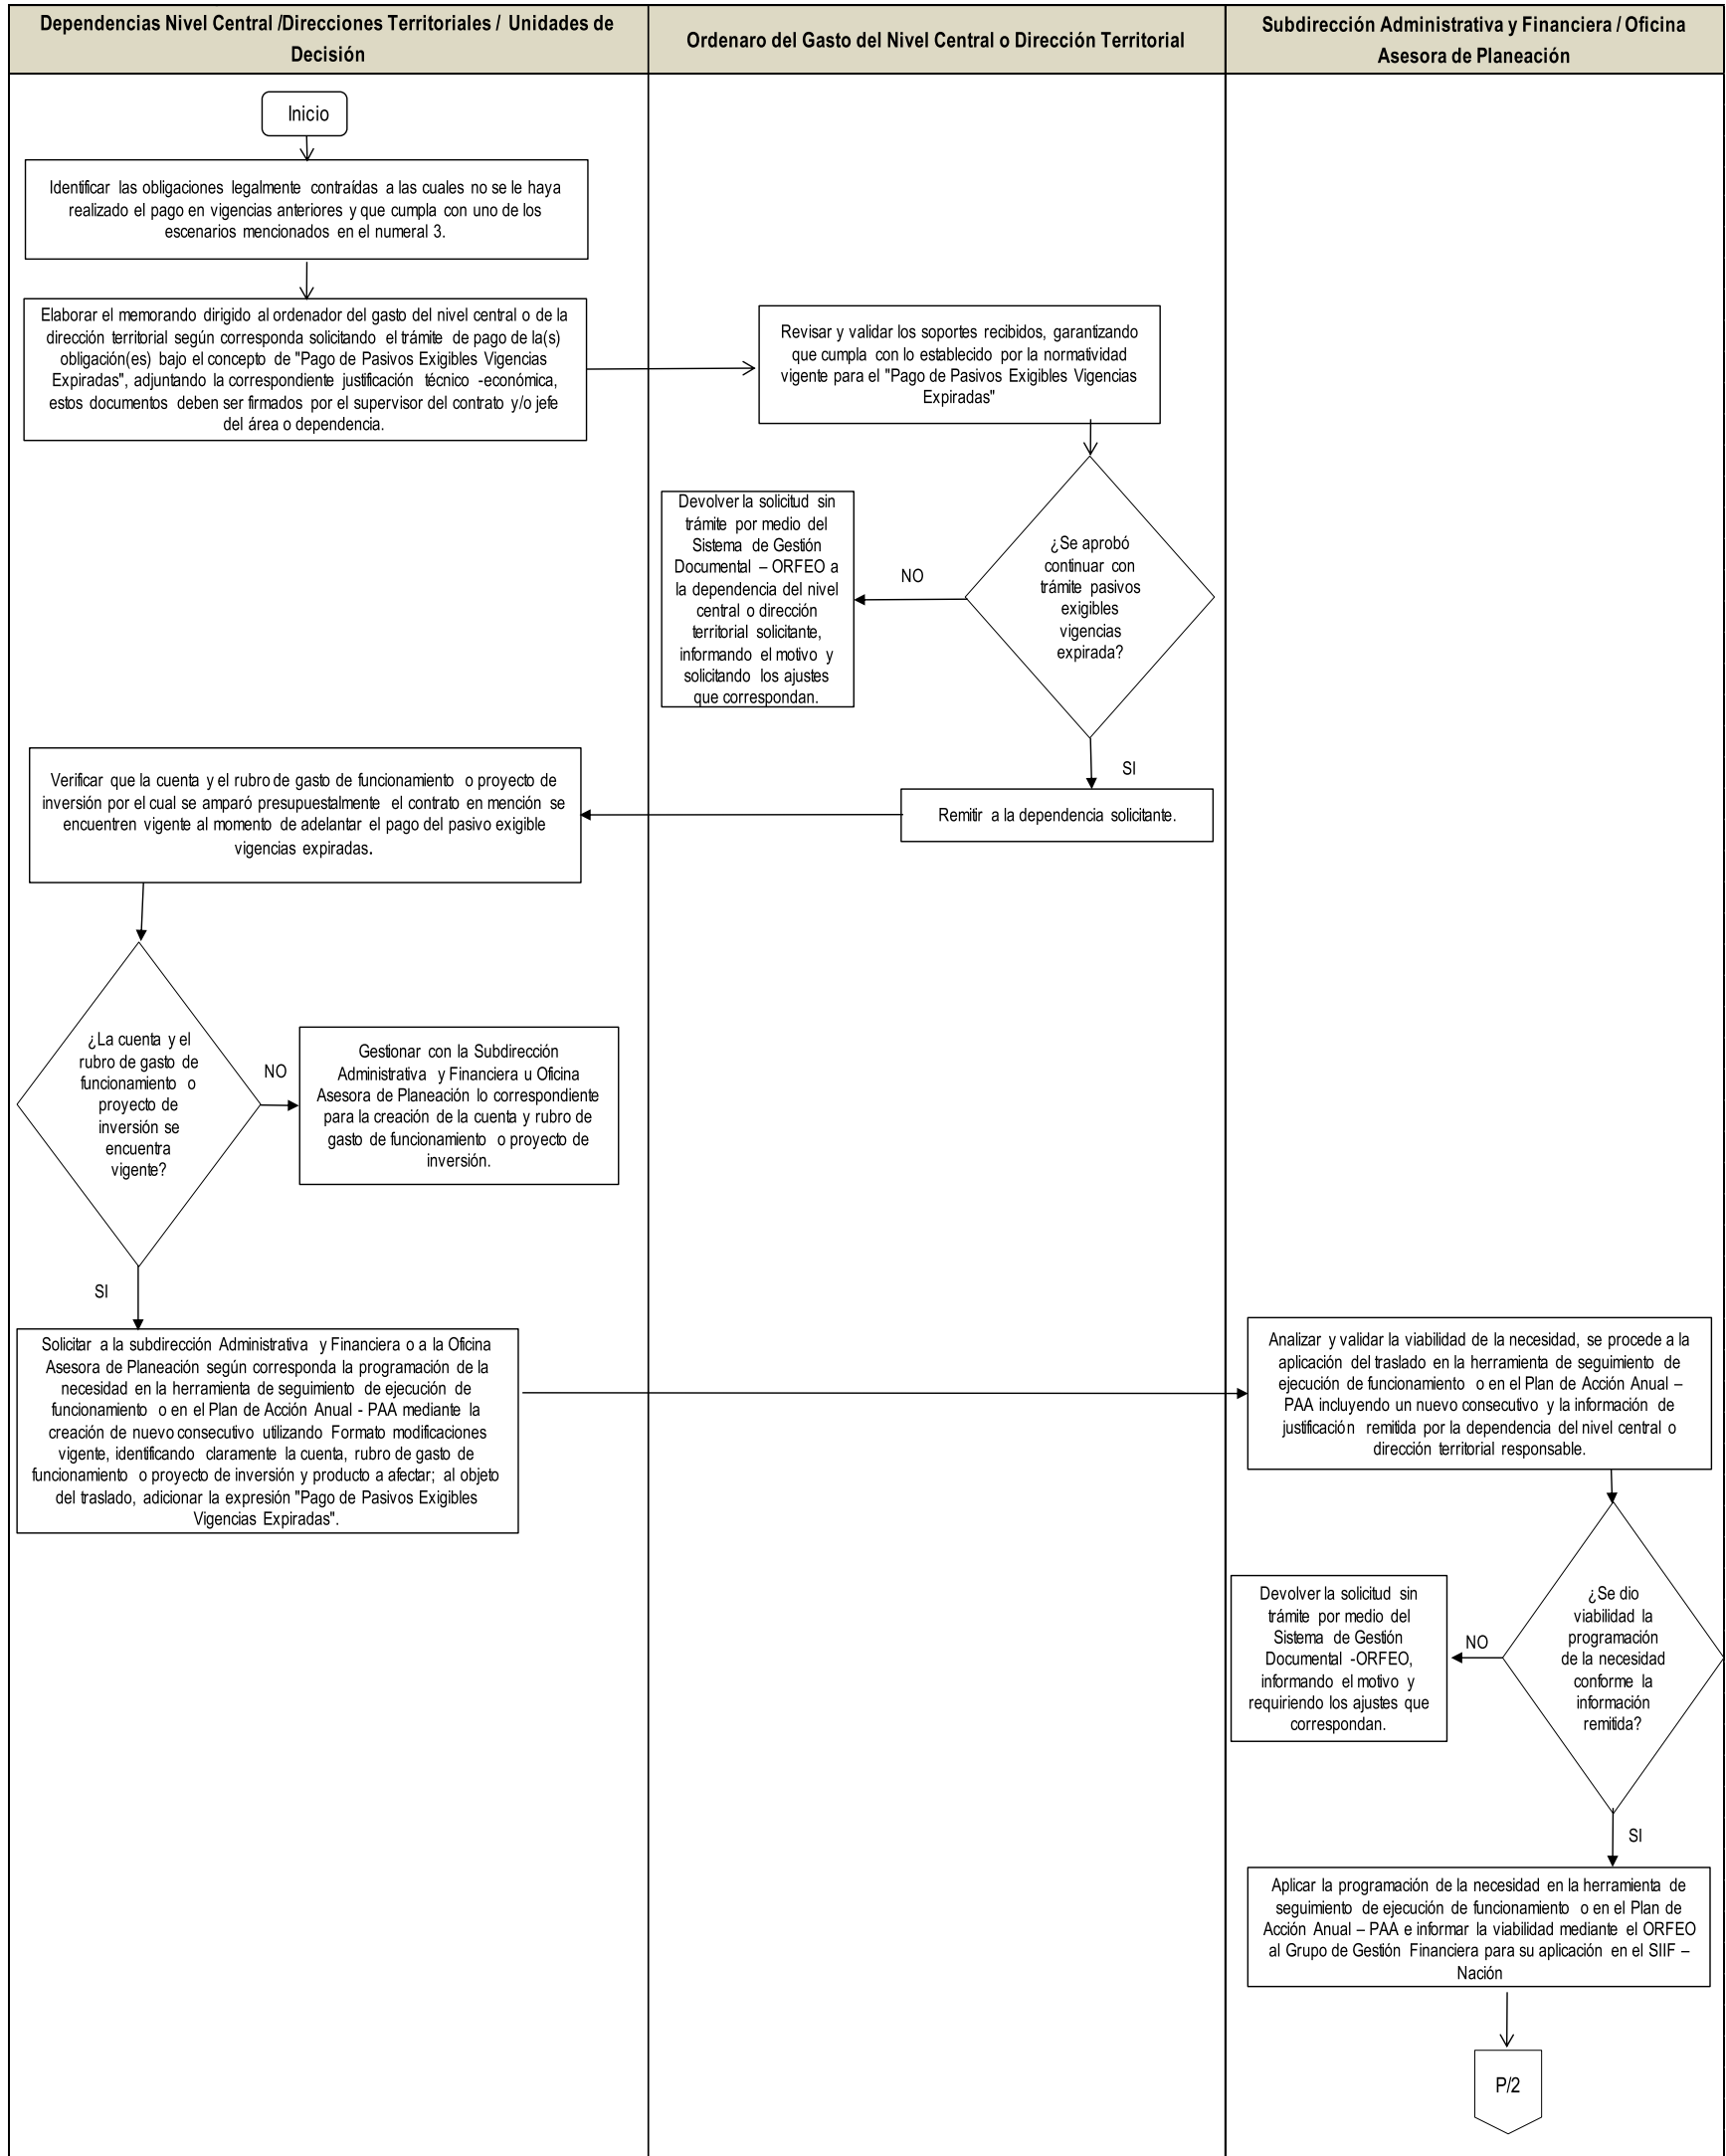 Dependencias Nivel Central /Direcciones Territoriales / Unidades de
Decisión
Ordenaro del Gasto del Nivel Central o Dirección Territorial
Subdirección Administrativa y Financiera / Oficina
Asesora de Planeación
Inicio
Identificar las obligaciones legalmente contraídas a las cuales no se le haya
realizado el pago en vigencias anteriores y que cumpla con uno de los
escenarios mencionados en el numeral 3.
Elaborar el memorando dirigido al ordenador del gasto del nivel central o de la
dirección territorial según corresponda solicitando el trámite de pago de la(s)
obligación(es) bajo el concepto de "Pago de Pasivos Exigibles Vigencias
Expiradas", adjuntando la correspondiente justificación técnico -económica,
estos documentos deben ser firmados por el supervisor del contrato y/o jefe
del área o dependencia.
Revisar y validar los soportes recibidos, garantizando
que cumpla con lo establecido por la normatividad
vigente para el "Pago de Pasivos Exigibles Vigencias
Expiradas"
¿Se aprobó
continuar con
trámite pasivos
exigibles
vigencias
expirada?
NO
Devolver la solicitud sin
trámite por medio del
Sistema de Gestión
Documental – ORFEO a
la dependencia del nivel
central o dirección
territorial solicitante,
informando el motivo y
solicitando los ajustes
que correspondan.
SI
Remitir a la dependencia solicitante.
Verificar que la cuenta y el rubro de gasto de funcionamiento o proyecto de
inversión por el cual se amparó presupuestalmente el contrato en mención se
encuentren vigente al momento de adelantar el pago del pasivo exigible
vigencias expiradas.
¿La cuenta y el
rubro de gasto de
funcionamiento o
proyecto de
inversión se
encuentra
vigente?
NO
Gestionar con la Subdirección
Administrativa y Financiera u Oficina
Asesora de Planeación lo correspondiente
para la creación de la cuenta y rubro de
gasto de funcionamiento o proyecto de
inversión.
SI
Solicitar a la subdirección Administrativa y Financiera o a la Oficina
Asesora de Planeación según corresponda la programación de la
necesidad en la herramienta de seguimiento de ejecución de
funcionamiento o en el Plan de Acción Anual - PAA mediante la
creación de nuevo consecutivo utilizando Formato modificaciones
vigente, identificando claramente la cuenta, rubro de gasto de
funcionamiento o proyecto de inversión y producto a afectar; al objeto
del traslado, adicionar la expresión "Pago de Pasivos Exigibles
Vigencias Expiradas".
Analizar y validar la viabilidad de la necesidad, se procede a la
aplicación del traslado en la herramienta de seguimiento de
ejecución de funcionamiento o en el Plan de Acción Anual –
PAA incluyendo un nuevo consecutivo y la información de
justificación remitida por la dependencia del nivel central o
dirección territorial responsable.
¿Se dio
viabilidad la
programación
de la necesidad
conforme la
información
remitida?
NO
Devolver la solicitud sin
trámite por medio del
Sistema de Gestión
Documental -ORFEO,
informando el motivo y
requiriendo los ajustes que
correspondan.
SI
Aplicar la programación de la necesidad en la herramienta de
seguimiento de ejecución de funcionamiento o en el Plan de
Acción Anual – PAA e informar la viabilidad mediante el ORFEO
al Grupo de Gestión Financiera para su aplicación en el SIIF –
Nación
P/2